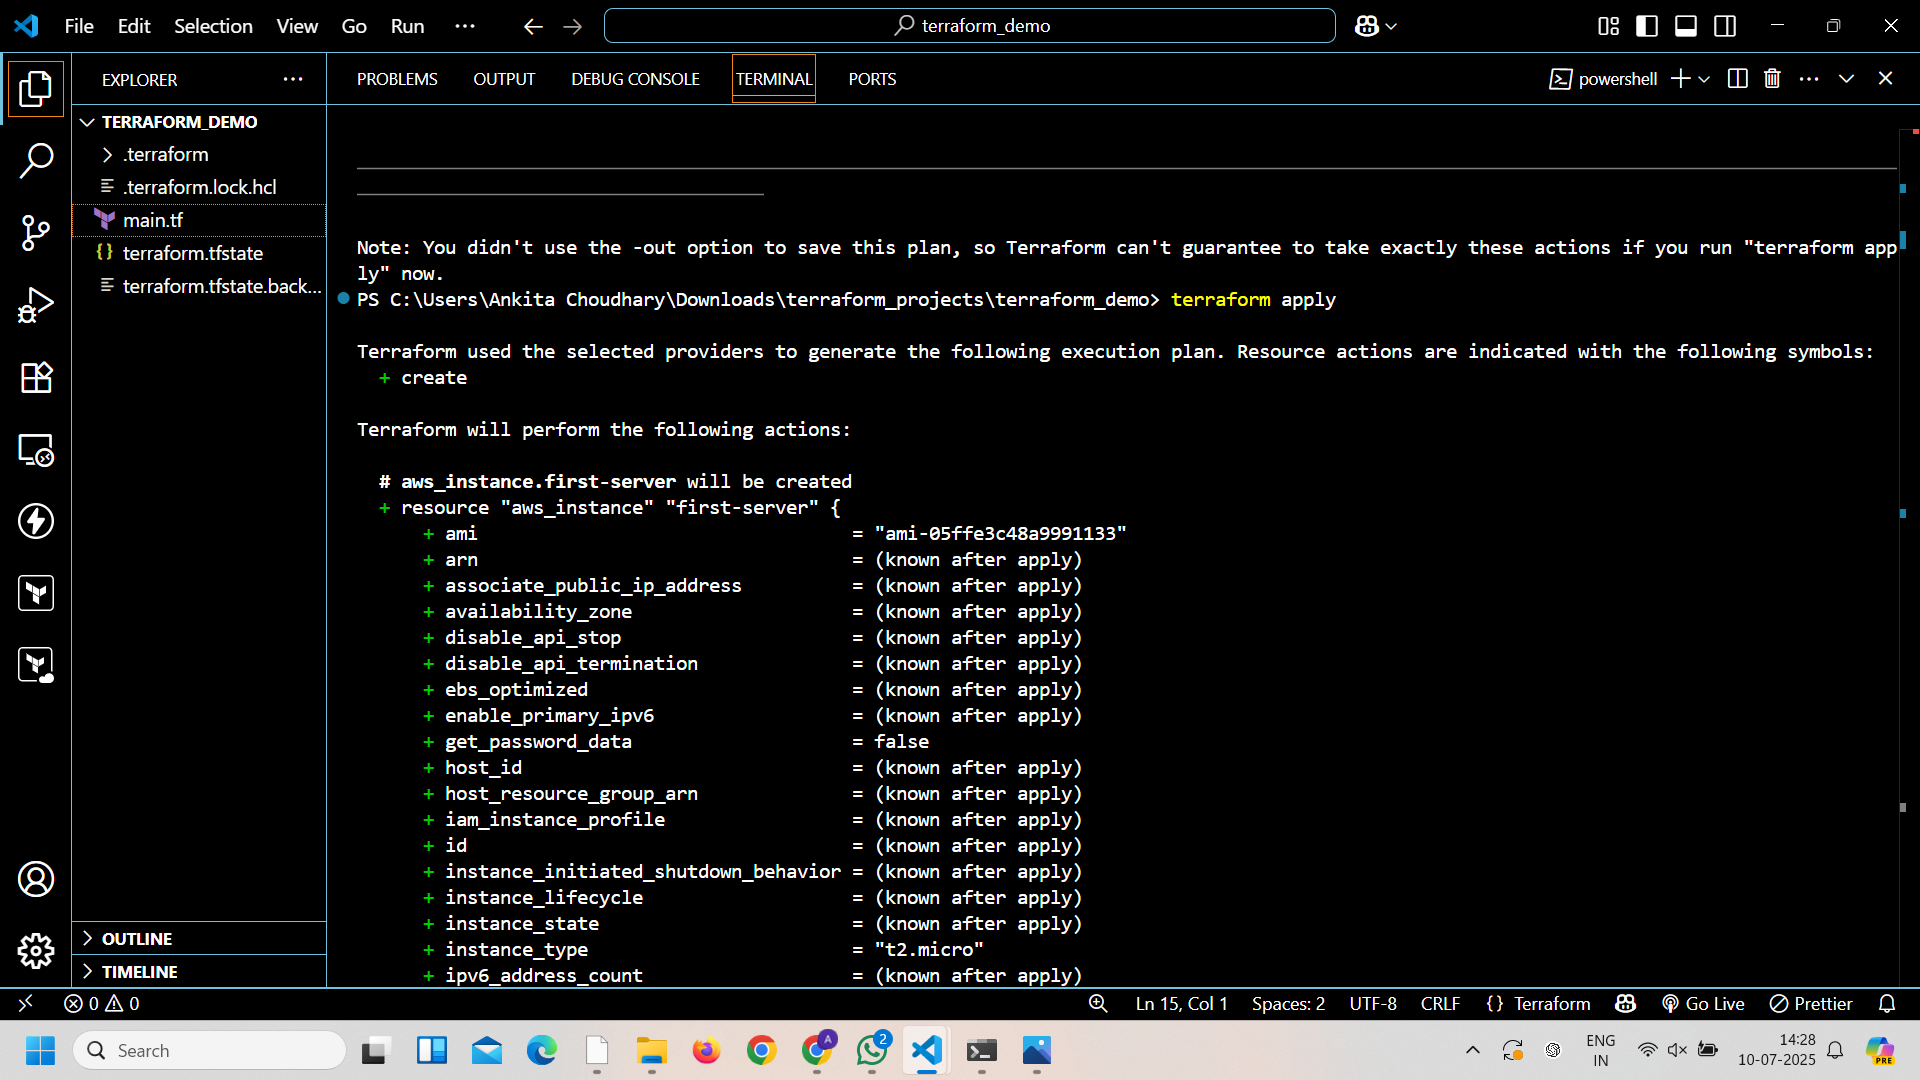 File Edit Selection View Go Run ··· terraform_demo
EXPLORER ···
PROBLEMS OUTPUT DEBUG CONSOLE TERMINAL PORTS powershell ···
TERRAFORM_DEMO
.terraform
.terraform.lock.hcl
main.tf
{} terraform.tfstate
terraform.tfstate.back...
Note: You didn't use the -out option to save this plan, so Terraform can't guarantee to take exactly these actions if you run "terraform app
ly" now.
PS C:\Users\Ankita Choudhary\Downloads\terraform_projects\terraform_demo> terraform apply
Terraform used the selected providers to generate the following execution plan. Resource actions are indicated with the following symbols:
+ create
Terraform will perform the following actions:
# aws_instance.first-server will be created
+ resource "aws_instance" "first-server" {
+ ami = "ami-05ffe3c48a9991133"
+ arn = (known after apply)
+ associate_public_ip_address = (known after apply)
+ availability_zone = (known after apply)
+ disable_api_stop = (known after apply)
+ disable_api_termination = (known after apply)
+ ebs_optimized = (known after apply)
+ enable_primary_ipv6 = (known after apply)
+ get_password_data = false
+ host_id = (known after apply)
+ host_resource_group_arn = (known after apply)
+ iam_instance_profile = (known after apply)
+ id = (known after apply)
+ instance_initiated_shutdown_behavior = (known after apply)
+ instance_lifecycle = (known after apply)
+ instance_state = (known after apply)
+ instance_type = "t2.micro"
+ ipv6_address_count = (known after apply)
OUTLINE
TIMELINE
0 0 Ln 15, Col 1 Spaces: 2 UTF-8 CRLF {} Terraform Go Live Prettier
Search
A
2
ENG
IN
14:28
10-07-2025
PRE